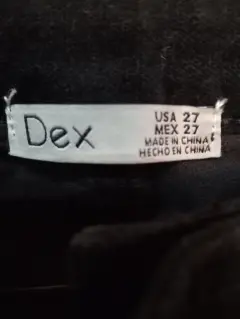 Dex
USA 27
MEX 27
MADE IN CHINA
HECHO EN CHINA